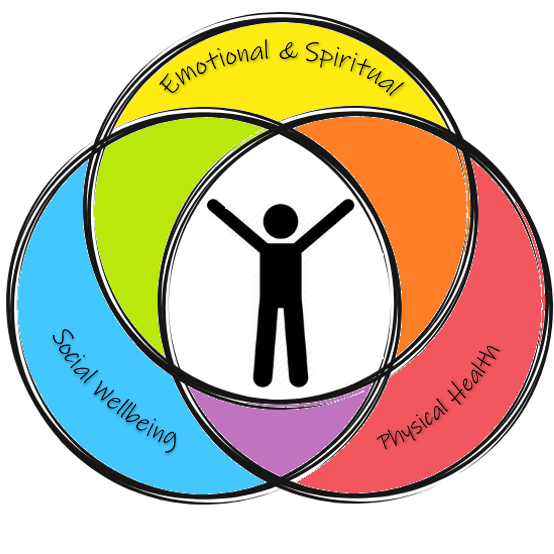 Emotional & Spiritual
Social Wellbeing
Physical Health